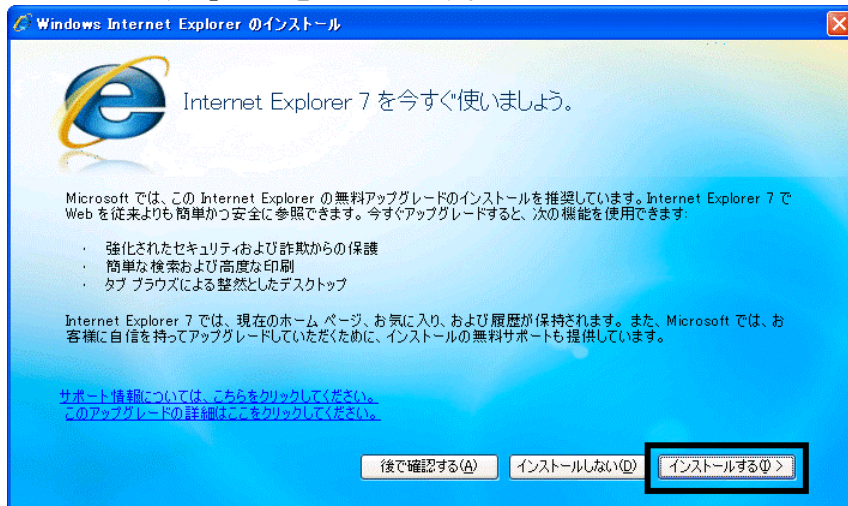 Windows Internet Explorer のインストール
Internet Explorer 7 を今すぐ使いましょう。
Microsoft では、この Internet Explorer の無料アップグレードのインストールを推奨しています。Internet Explorer 7 で
Web を従来よりも簡単かつ安全に参照できます。今すぐアップグレードすると、次の機能を使用できます:
・ 強化されたセキュリティおよび詐欺からの保護
・ 簡単な検索および高度な印刷
・ タブ ブラウズによる整然としたデスクトップ
Internet Explorer 7 では、現在のホーム ページ、お気に入り、および履歴が保持されます。また、Microsoft では、お
客様に自信を持ってアップグレードしていただくために、インストールの無料サポートも提供しています。
サポート情報については、こちらをクリックしてください。
このアップグレードの詳細はここをクリックしてください。
後で確認する(A) インストールしない(D) インストールする(I) >